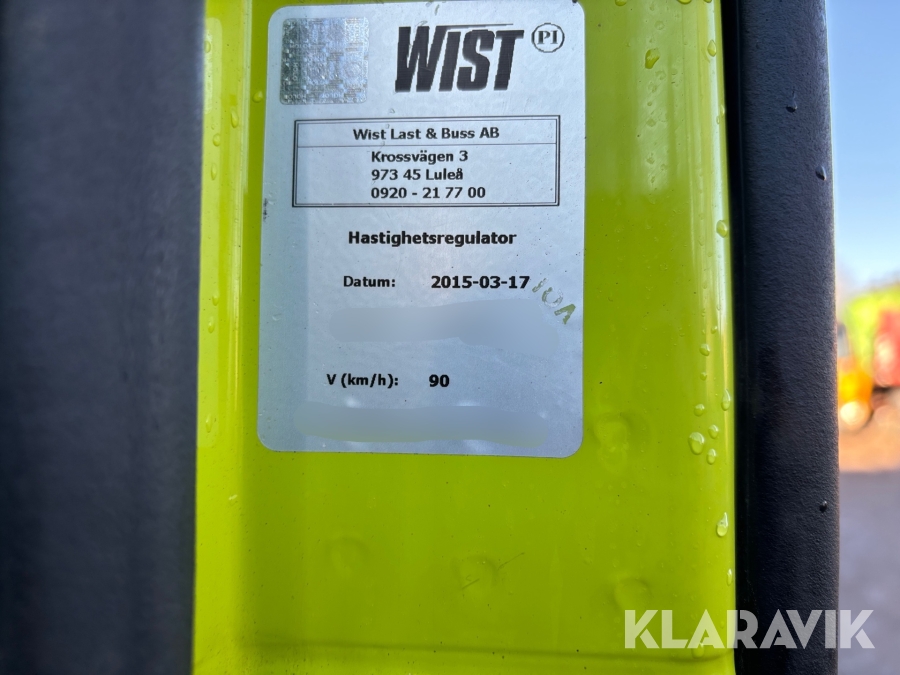 WIST PI
Wist Last & Buss AB
Krossvägen 3
973 45 Luleå
0920 - 21 77 00
Hastighetsregulator
Datum: 2015-03-17
V (km/h): 90
KLARAVIK